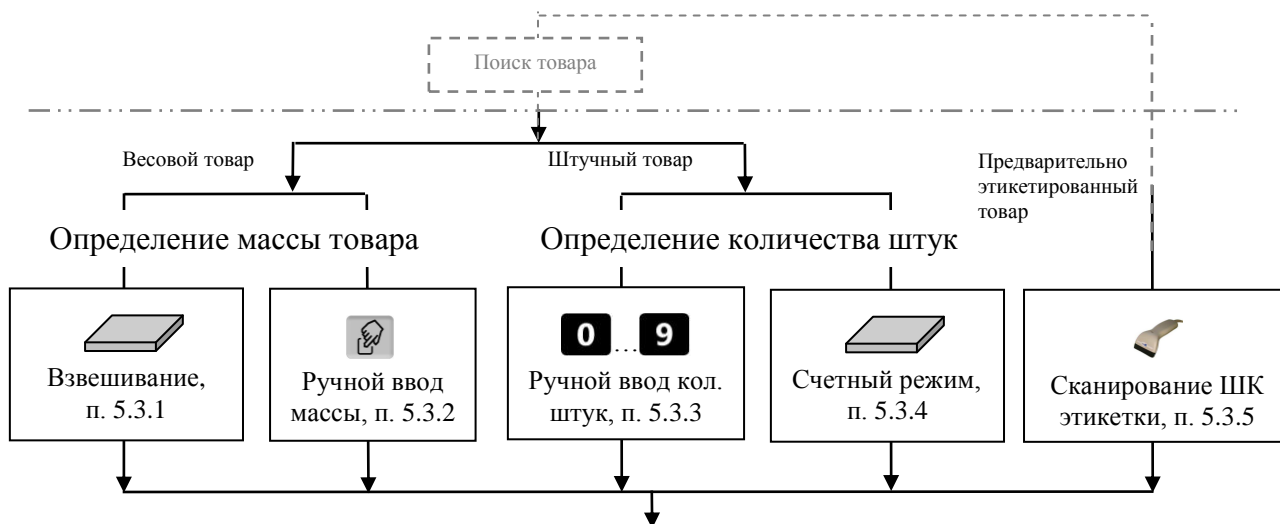 Поиск товара
Весовой товар
Штучный товар
Предварительно
этикетированный
товар
Определение массы товара
Определение количества штук
Взвешивание,
п. 5.3.1
Ручной ввод
массы, п. 5.3.2
0 ... 9
Ручной ввод кол.
штук, п. 5.3.3
Счетный режим,
п. 5.3.4
Сканирование ШК
этикетки, п. 5.3.5